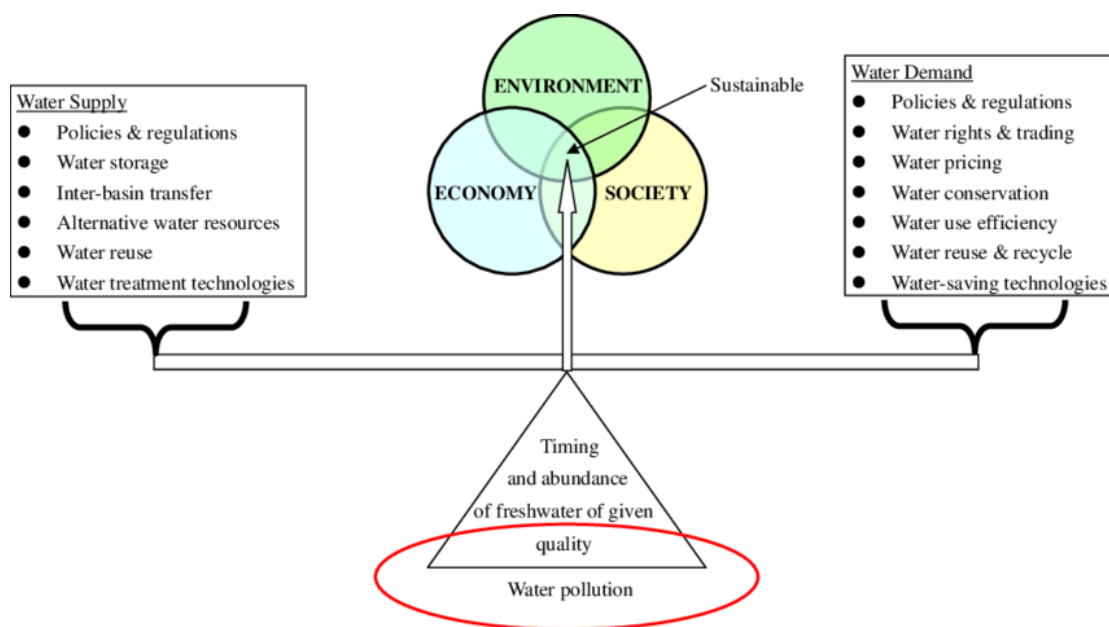 Water Supply
● Policies & regulations
● Water storage
● Inter-basin transfer
● Alternative water resources
● Water reuse
● Water treatment technologies
ENVIRONMENT
Sustainable
ECONOMY
SOCIETY
Water Demand
● Policies & regulations
● Water rights & trading
● Water pricing
● Water conservation
● Water use efficiency
● Water reuse & recycle
● Water-saving technologies
Timing
and abundance
of freshwater of given
quality
Water pollution